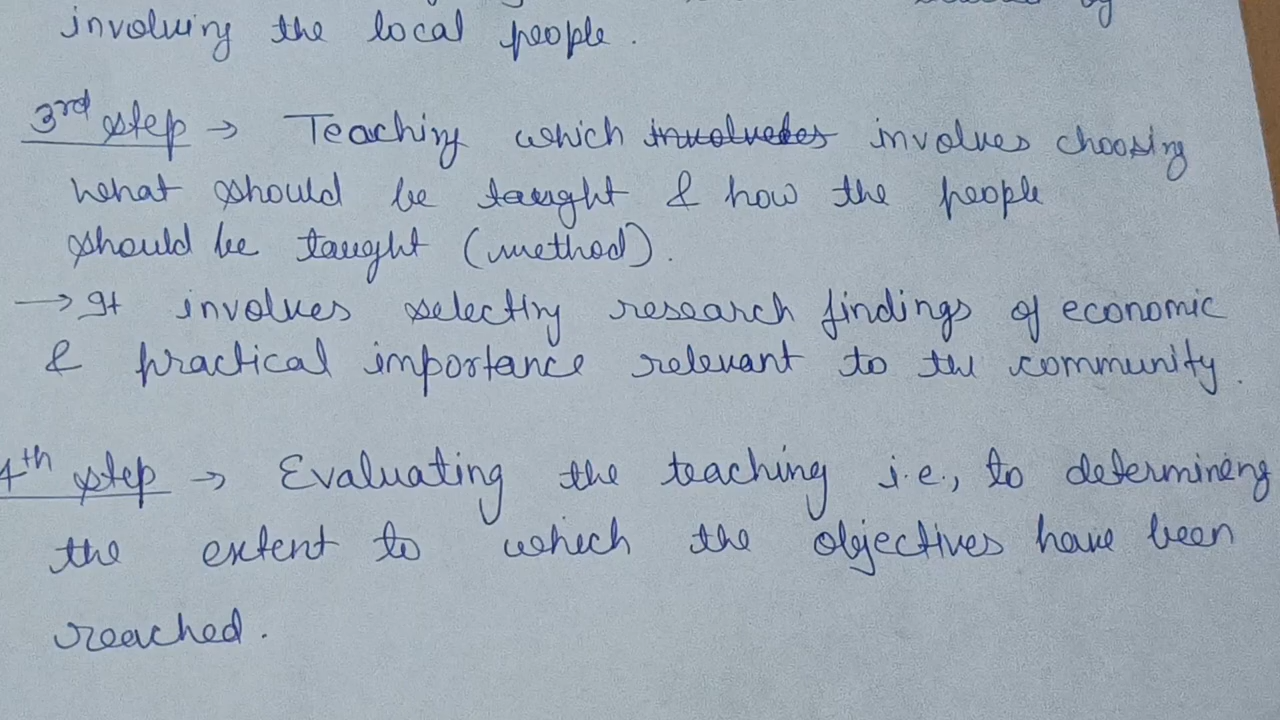 by
involving the local people.
3rd step → Teaching which involves choosing
what should be taught & how the people
should be taught (method).
→ It involves selecting research findings of economic
& practical importance relevant to the community.
4th step → Evaluating the teaching i.e., to determining
the extent to which the objectives have been
reached.